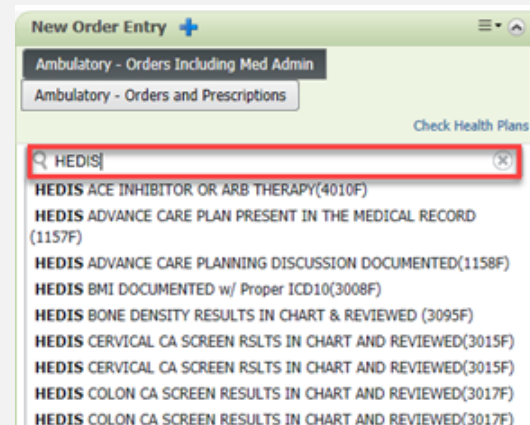 New Order Entry
Ambulatory - Orders Including Med Admin
Ambulatory - Orders and Prescriptions
Check Health Plans
HEDIS
HEDIS ACE INHIBITOR OR ARB THERAPY(4010F)
HEDIS ADVANCE CARE PLAN PRESENT IN THE MEDICAL RECORD
(1157F)
HEDIS ADVANCE CARE PLANNING DISCUSSION DOCUMENTED(1158F)
HEDIS BMI DOCUMENTED w/ Proper ICD10(3008F)
HEDIS BONE DENSITY RESULTS IN CHART & REVIEWED (3095F)
HEDIS CERVICAL CA SCREEN RSLTS IN CHART AND REVIEWED(3015F)
HEDIS CERVICAL CA SCREEN RSLTS IN CHART AND REVIEWED(3015F)
HEDIS COLON CA SCREEN RESULTS IN CHART AND REVIEWED(3017F)
HEDIS COLON CA SCREEN RESULTS IN CHART AND REVIEWED(3017F)